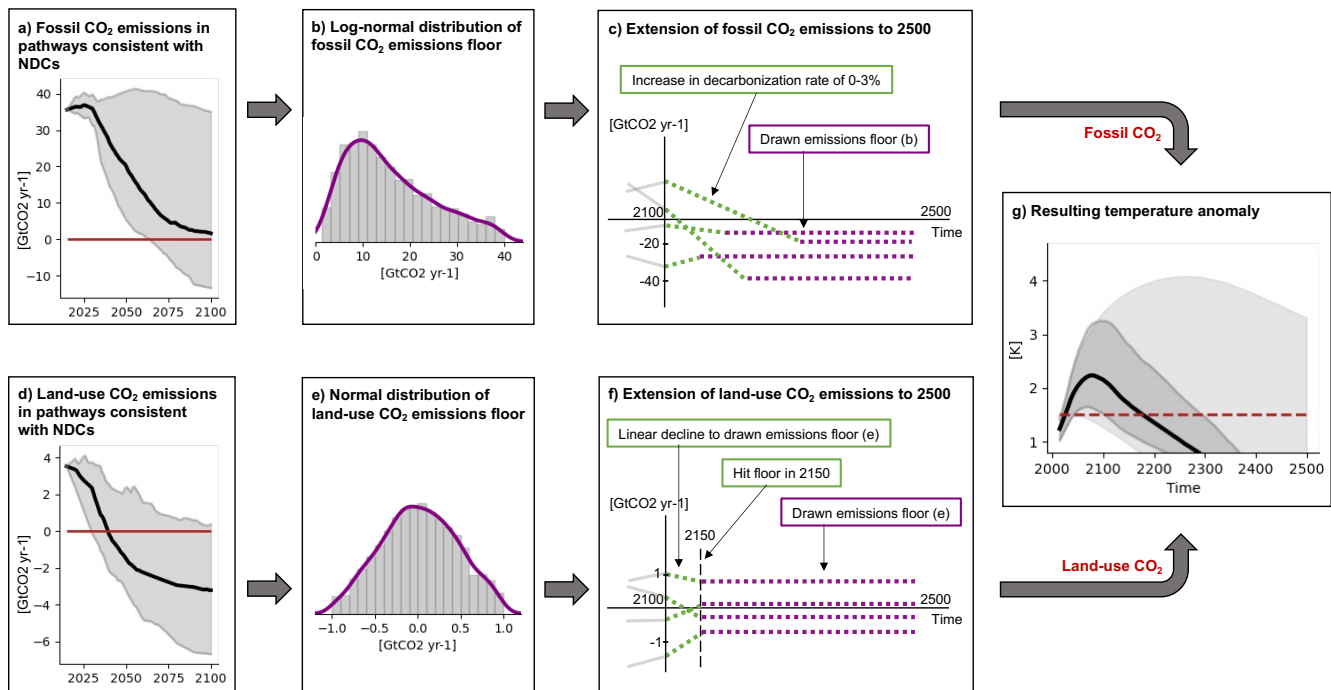 a) Fossil CO₂ emissions in
pathways consistent with
NDCs
[GtCO2 yr-1]
40
30
20
10
0
−10
2025
2050
2075
2100
b) Log-normal distribution of
fossil CO₂ emissions floor
0
10
20
30
40
[GtCO2 yr-1]
c) Extension of fossil CO₂ emissions to 2500
Increase in decarbonization rate of 0-3%
[GtCO2 yr-1]
Drawn emissions floor (b)
2100
2500
Time
-20
-40
Fossil CO₂
d) Land-use CO₂ emissions
in pathways consistent
with NDCs
[GtCO2 yr-1]
4
2
0
−2
−4
−6
2025
2050
2075
2100
e) Normal distribution of
land-use CO₂ emissions floor
−1.0
−0.5
0.0
0.5
1.0
[GtCO2 yr-1]
f) Extension of land-use CO₂ emissions to 2500
Linear decline to drawn emissions floor (e)
Hit floor in 2150
[GtCO2 yr-1]
Drawn emissions floor (e)
2150
1
2100
2500
Time
-1
Land-use CO₂
g) Resulting temperature anomaly
[K]
4
3
2
1
2000
2100
2200
2300
2400
2500
Time